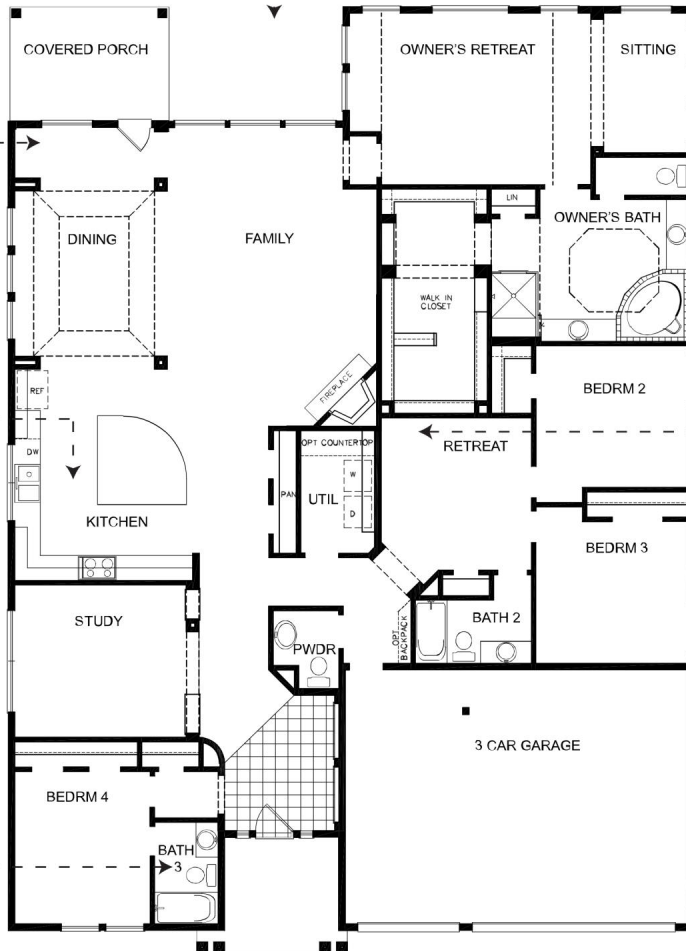 COVERED PORCH
OWNER'S RETREAT
SITTING
LIN
OWNER'S BATH
DINING
FAMILY
WALK IN
CLOSET
REF
FIREPLACE
BEDRM 2
OPT COUNTERTOP
RETREAT
DW
W
PAN
UTIL
D
KITCHEN
BEDRM 3
STUDY
BATH 2
OPT
BACKPACK
PWDR
3 CAR GARAGE
BEDRM 4
BATH
3